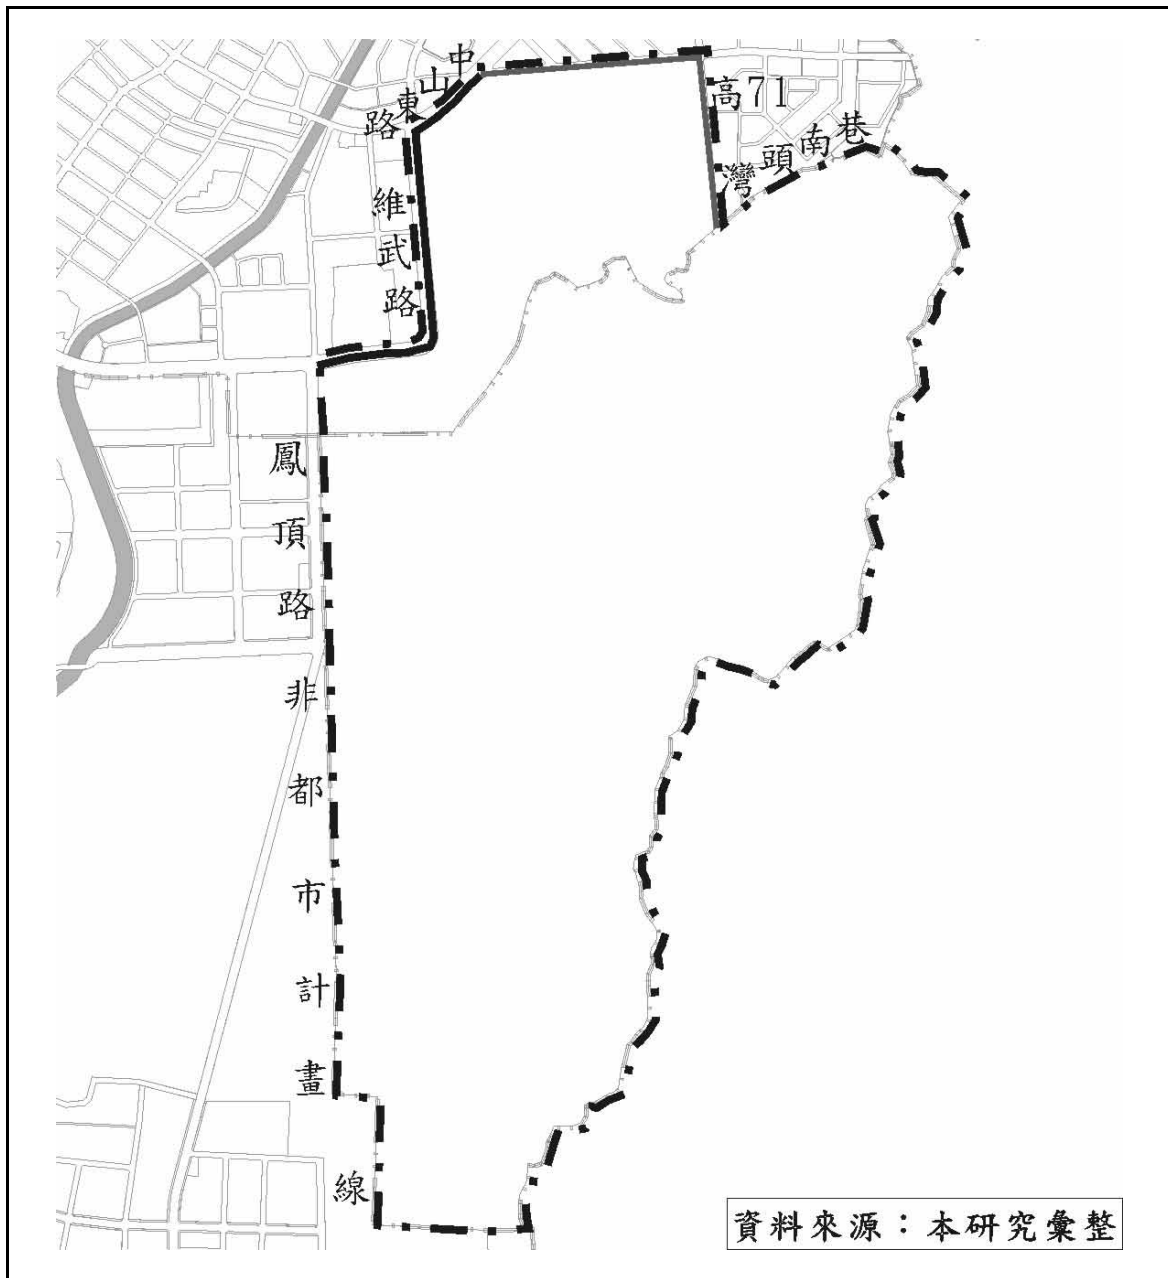 中山東路
高71
灣頭南巷
維武路
鳳頂路
非都市計畫線
資料來源：本研究彙整